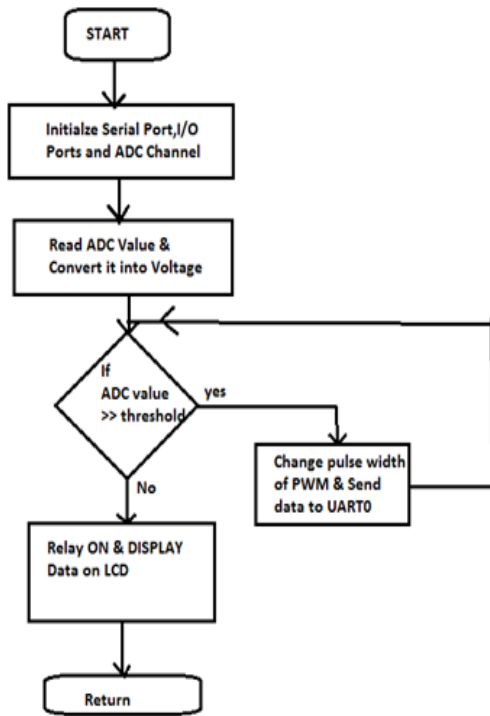 START
Initialze Serial Port,I/O
Ports and ADC Channel
Read ADC Value &
Convert it into Voltage
If
ADC value
>> threshold
yes
Change pulse width
of PWM & Send
data to UART0
No
Relay ON & DISPLAY
Data on LCD
Return